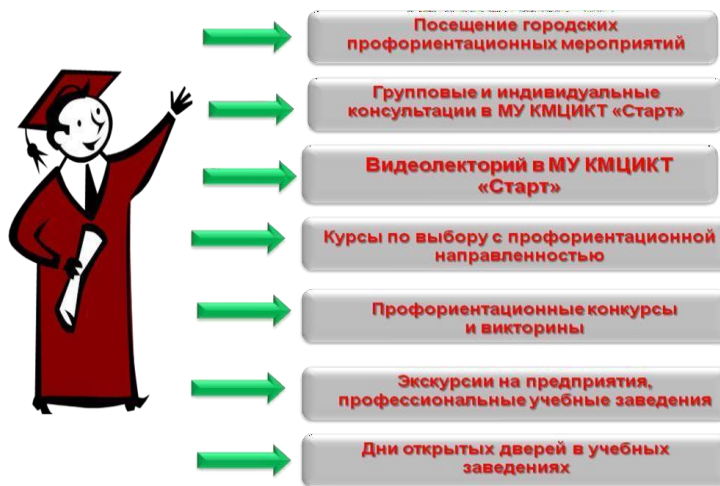 Посещение городских
профориентационных мероприятий
Групповые и индивидуальные
консультации в МУ КМЦИКТ «Старт»
Видеолекторий в МУ КМЦИКТ
«Старт»
Курсы по выбору с профориентационной
направленностью
Профориентационные конкурсы
и викторины
Экскурсии на предприятия,
профессиональные учебные заведения
Дни открытых дверей в учебных
заведениях